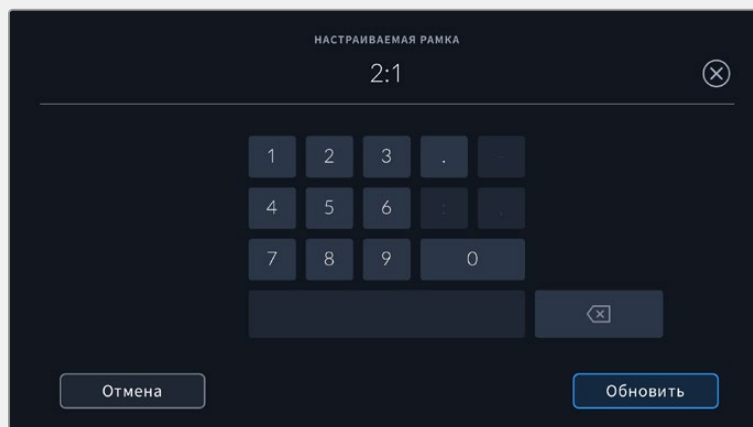 НАСТРАИВАЕМАЯ РАМКА
2:1
1 2 3 . -
4 5 6 : ,
7 8 9 0
Отмена Обновить